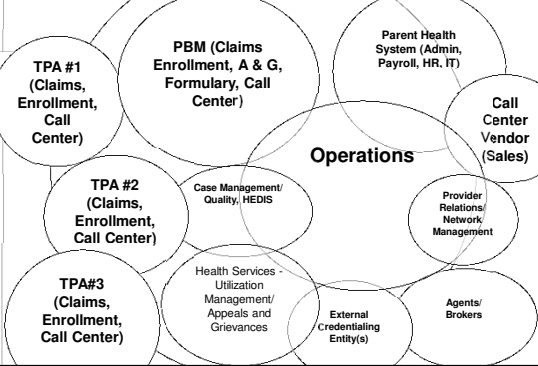 TPA #1
(Claims,
Enrollment,
Call
Center)
PBM (Claims
Enrollment, A & G,
Formulary, Call
Center)
Parent Health
System (Admin,
Payroll, HR, IT)
Call
Center
Vendor
(Sales)
Operations
TPA #2
(Claims,
Enrollment,
Call Center)
Case Management/
Quality, HEDIS
Provider
Relations/
Network
Management
TPA#3
(Claims,
Enrollment,
Call Center)
Health Services -
Utilization
Management/
Appeals and
Grievances
External
Credentialing
Entity(s)
Agents/
Brokers